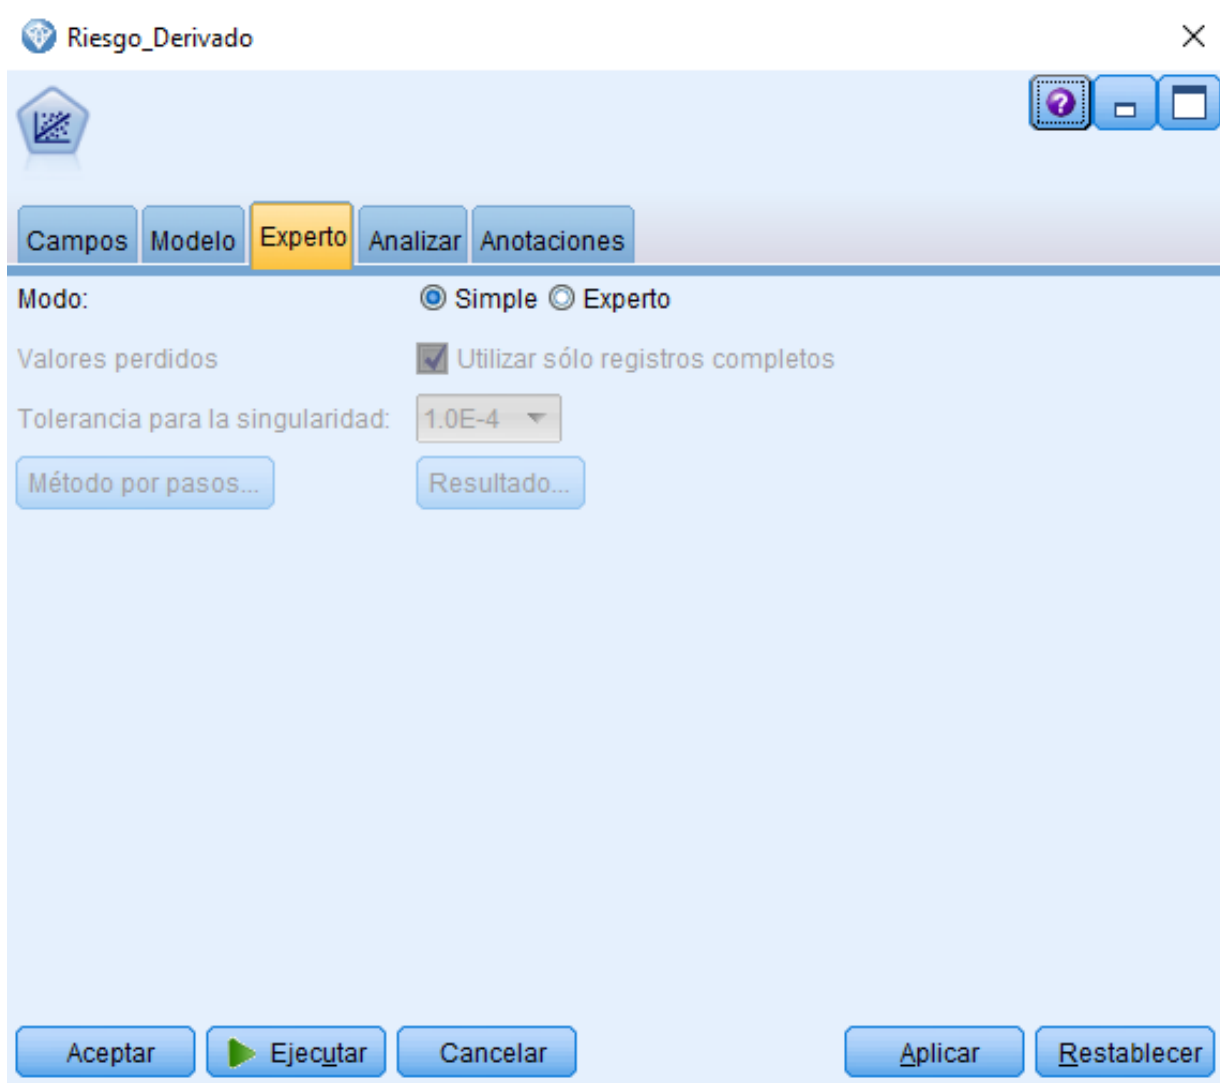 Riesgo_Derivado
Campos Modelo Experto Analizar Anotaciones
Modo: Simple Experto
Valores perdidos Utilizar sólo registros completos
Tolerancia para la singularidad: 1.0E-4
Método por pasos... Resultado...
Aceptar Ejecutar Cancelar Aplicar Restablecer